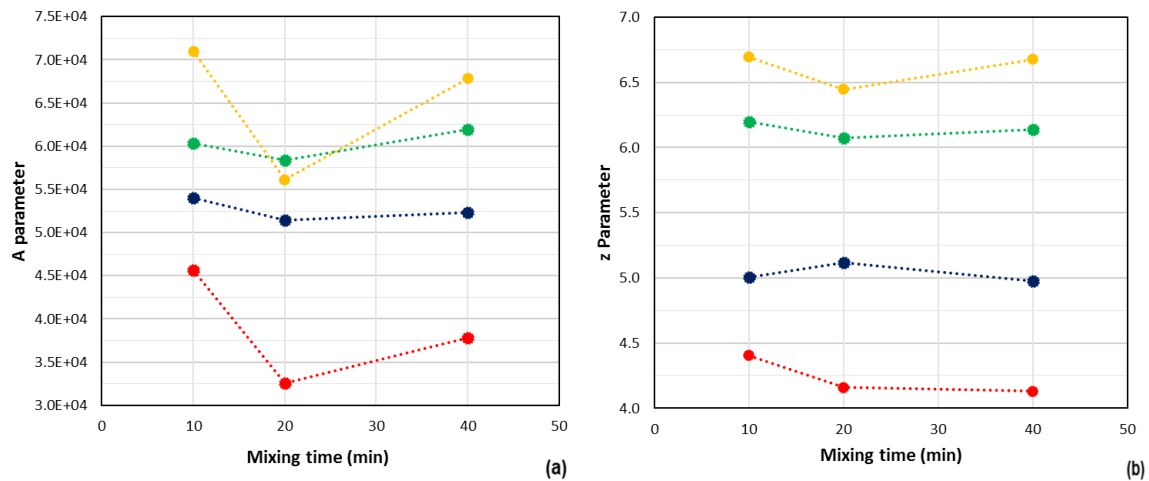 7.5E+04
7.0E+04
6.5E+04
6.0E+04
5.5E+04
5.0E+04
4.5E+04
4.0E+04
3.5E+04
3.0E+04
A parameter
0 10 20 30 40 50
Mixing time (min)
(a)
7.0
6.5
6.0
5.5
5.0
4.5
4.0
z Parameter
0 10 20 30 40 50
Mixing time (min)
(b)